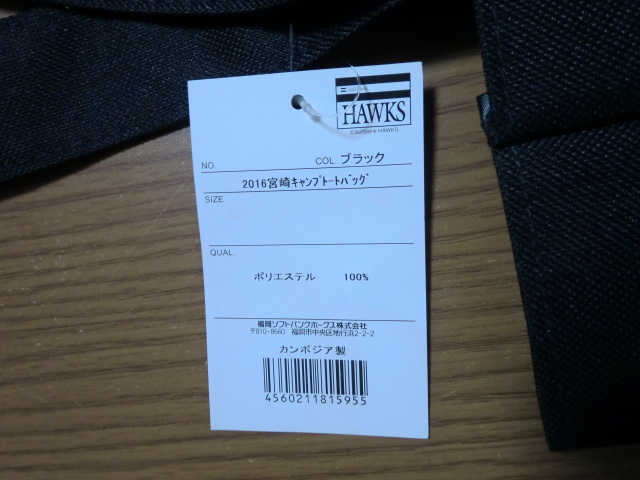 SoftBank
HAWKS
©SoftBank HAWKS
NO. COL. ブラック
2016宮崎ｷｬﾝﾌﾟﾄｰﾄﾊﾞｯｸﾞ
SIZE
QUAL.
ポリエステル 100%
福岡ソフトバンクホークス株式会社
〒810-8660 福岡市中央区地行浜2-2-2
カンボジア製
4560211815955